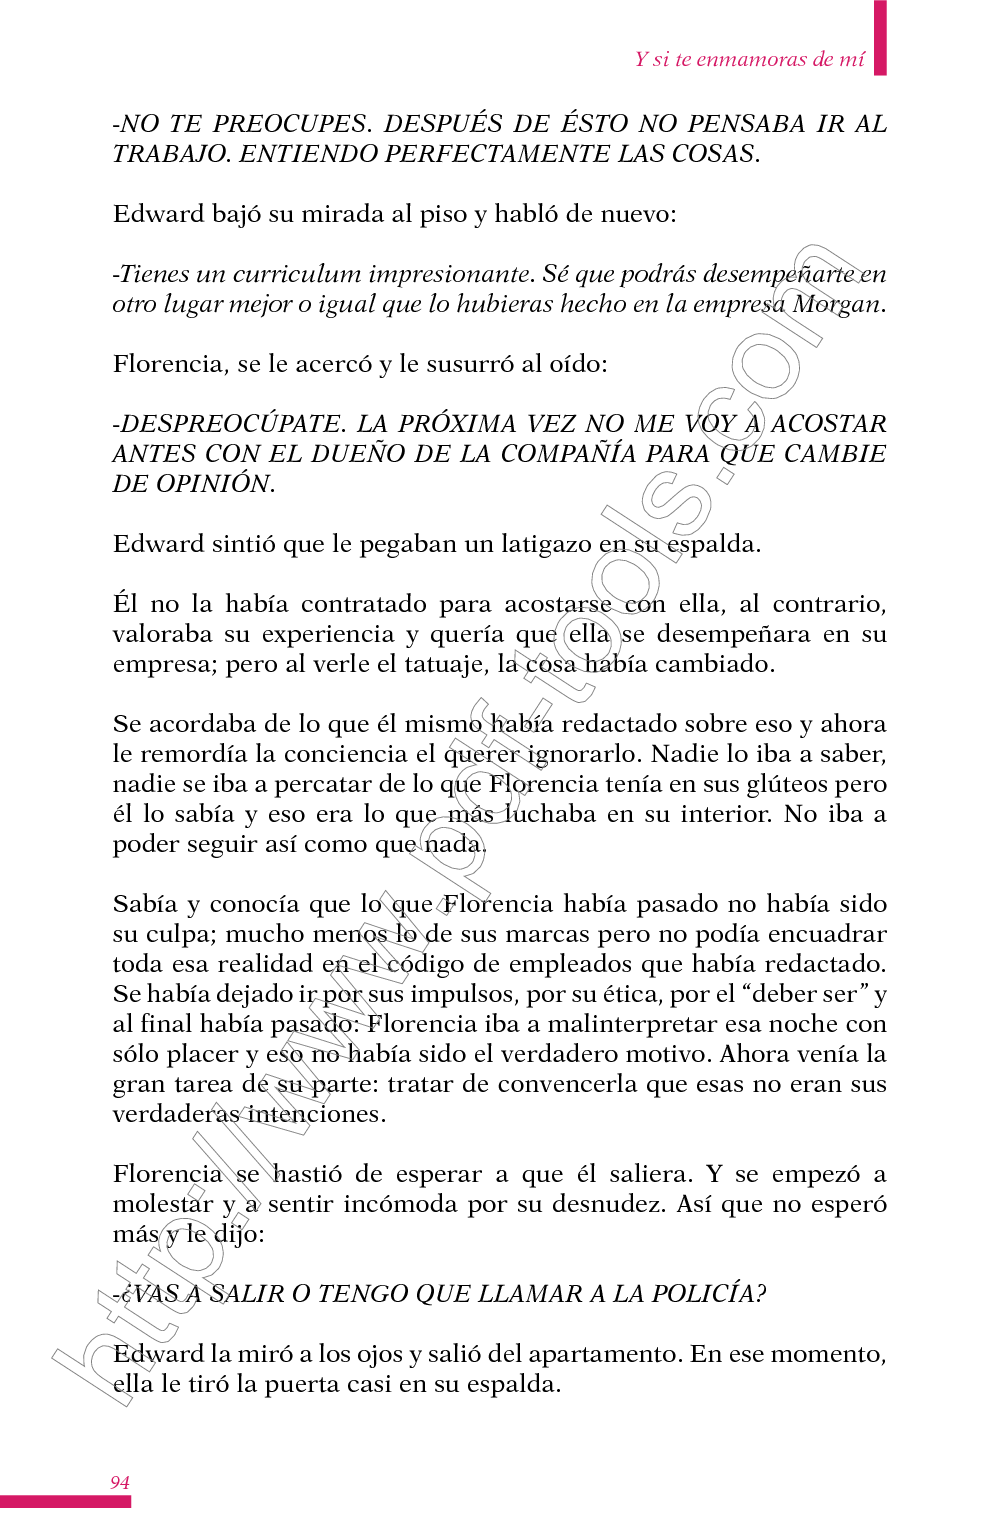 Y si te enmamoras de mí
-NO TE PREOCUPES. DESPUÉS DE ÉSTO NO PENSABA IR AL
TRABAJO. ENTIENDO PERFECTAMENTE LAS COSAS.
Edward bajó su mirada al piso y habló de nuevo:
-Tienes un curriculum impresionante. Sé que podrás desempeñarte en
otro lugar mejor o igual que lo hubieras hecho en la empresa Morgan.
Florencia, se le acercó y le susurró al oído:
-DESPREOCÚPATE. LA PRÓXIMA VEZ NO ME VOY A ACOSTAR
ANTES CON EL DUEÑO DE LA COMPAÑÍA PARA QUE CAMBIE
DE OPINIÓN.
Edward sintió que le pegaban un latigazo en su espalda.
Él no la había contratado para acostarse con ella, al contrario,
valoraba su experiencia y quería que ella se desempeñara en su
empresa; pero al verle el tatuaje, la cosa había cambiado.
Se acordaba de lo que él mismo había redactado sobre eso y ahora
le remordía la conciencia el querer ignorarlo. Nadie lo iba a saber,
nadie se iba a percatar de lo que Florencia tenía en sus glúteos pero
él lo sabía y eso era lo que más luchaba en su interior. No iba a
poder seguir así como que nada.
Sabía y conocía que lo que Florencia había pasado no había sido
su culpa; mucho menos lo de sus marcas pero no podía encuadrar
toda esa realidad en el código de empleados que había redactado.
Se había dejado ir por sus impulsos, por su ética, por el “deber ser” y
al final había pasado: Florencia iba a malinterpretar esa noche con
sólo placer y eso no había sido el verdadero motivo. Ahora venía la
gran tarea de su parte: tratar de convencerla que esas no eran sus
verdaderas intenciones.
Florencia se hastió de esperar a que él saliera. Y se empezó a
molestar y a sentir incómoda por su desnudez. Así que no esperó
más y le dijo:
-¿VAS A SALIR O TENGO QUE LLAMAR A LA POLICÍA?
Edward la miró a los ojos y salió del apartamento. En ese momento,
ella le tiró la puerta casi en su espalda.
94
http://www.pdf-tools.com